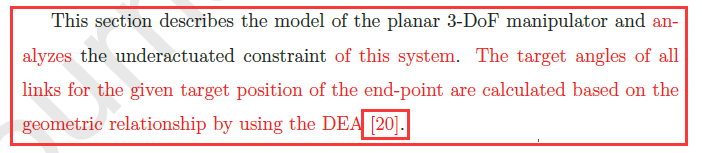 This section describes the model of the planar 3-DoF manipulator and an-
alyzes the underactuated constraint of this system. The target angles of all
links for the given target position of the end-point are calculated based on the
geometric relationship by using the DEA [20].